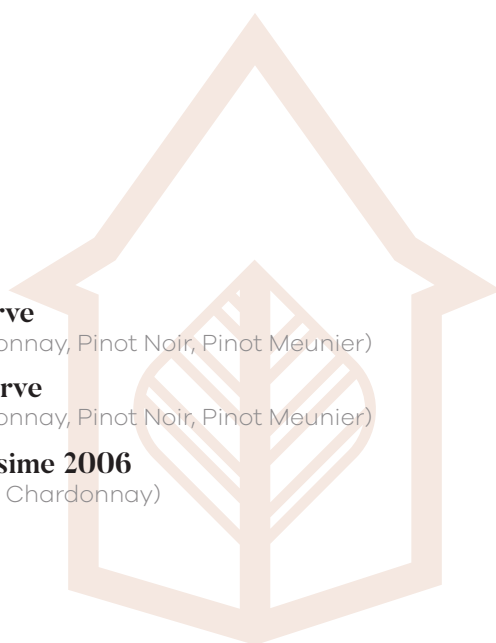 rve
onnay, Pinot Noir, Pinot Meunier)
rve
onnay, Pinot Noir, Pinot Meunier)
sime 2006
Chardonnay)